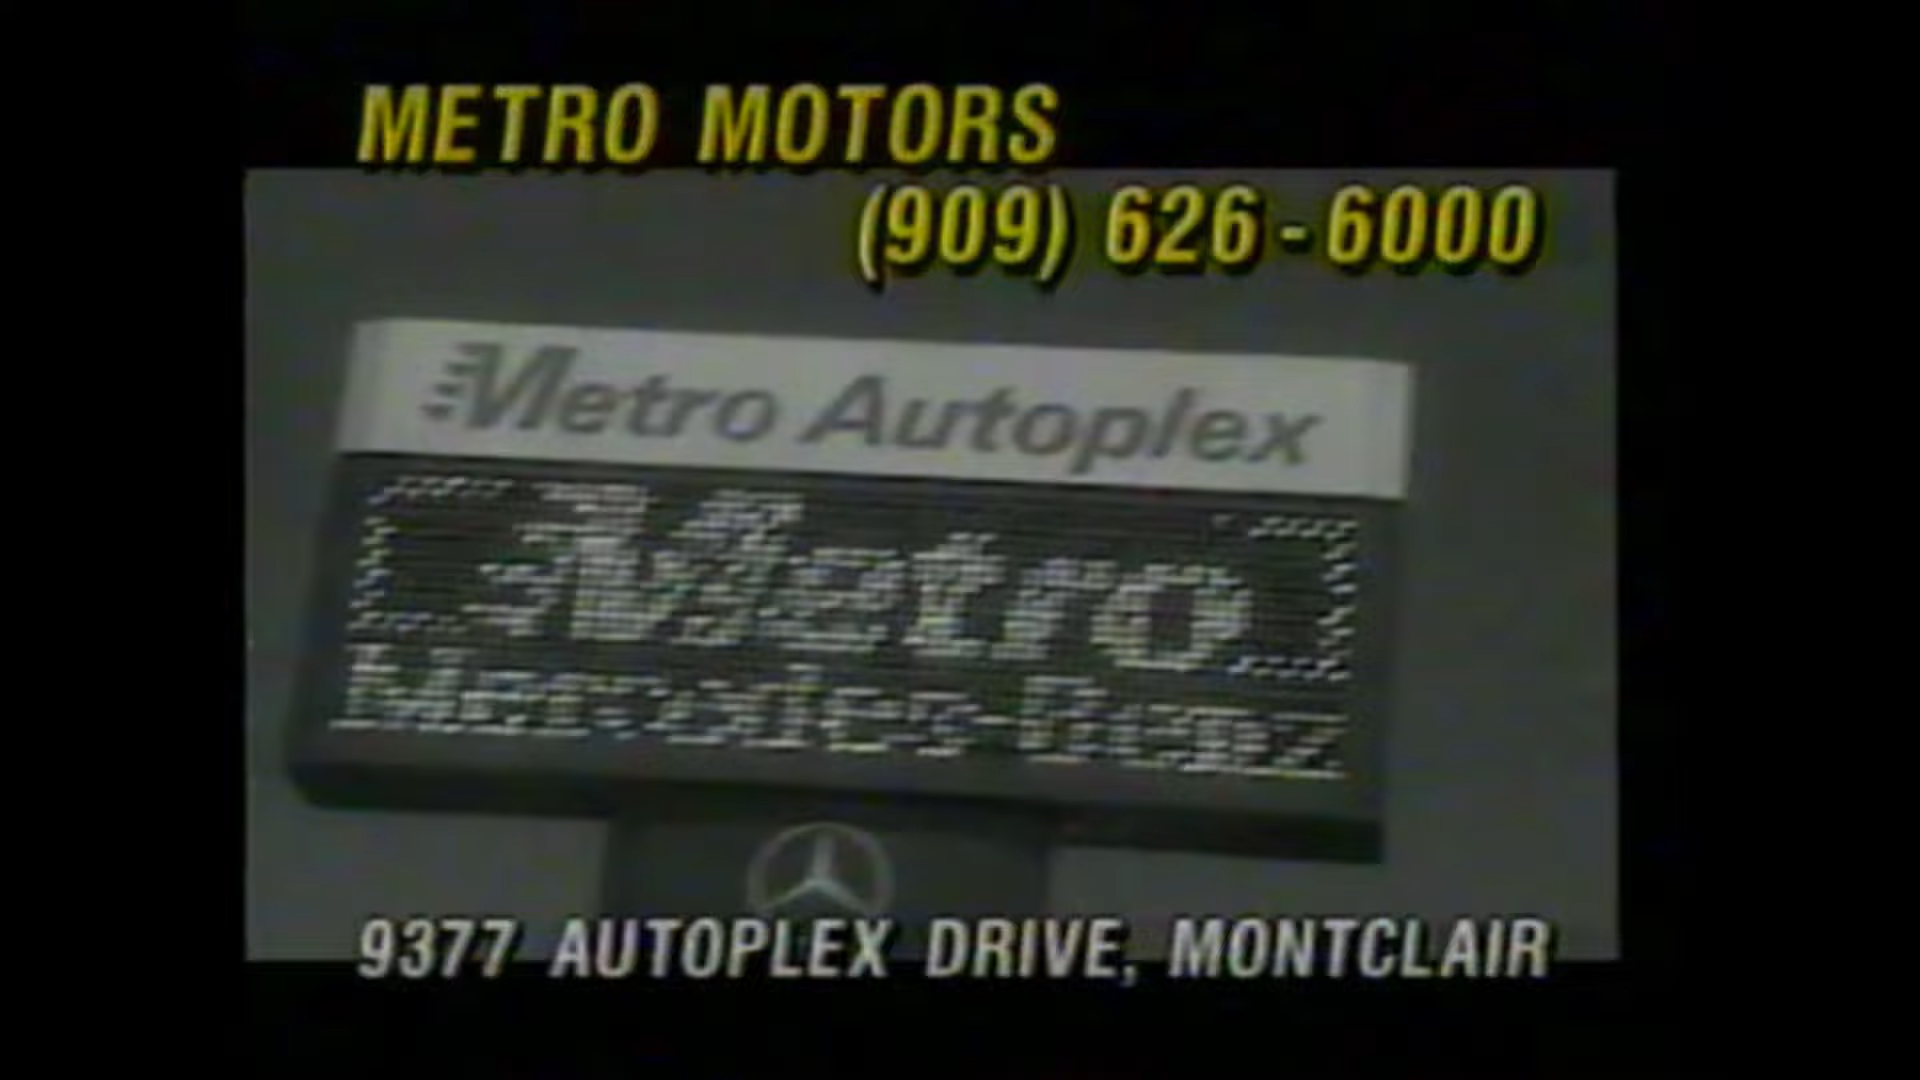 METRO MOTORS
(909) 626-6000
Metro Autoplex
Metro
Mercedes-Benz
9377 AUTOPLEX DRIVE, MONTCLAIR